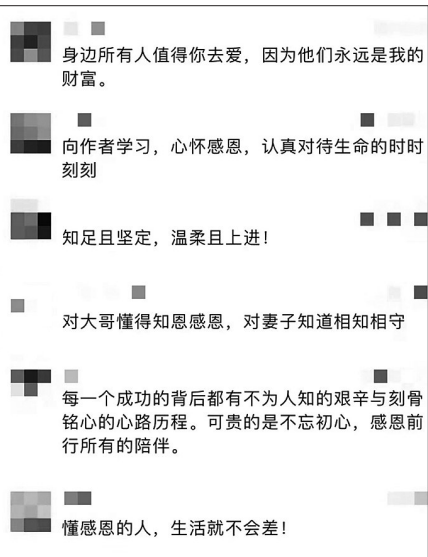 身边所有人值得你去爱，因为他们永远是我的
财富。
向作者学习，心怀感恩，认真对待生命的时时
刻刻
知足且坚定，温柔且上进！
对大哥懂得知恩感恩，对妻子知道相知相守
每一个成功的背后都有不为人知的艰辛与刻骨
铭心的心路历程。可贵的是不忘初心，感恩前
行所有的陪伴。
懂感恩的人，生活就不会差！